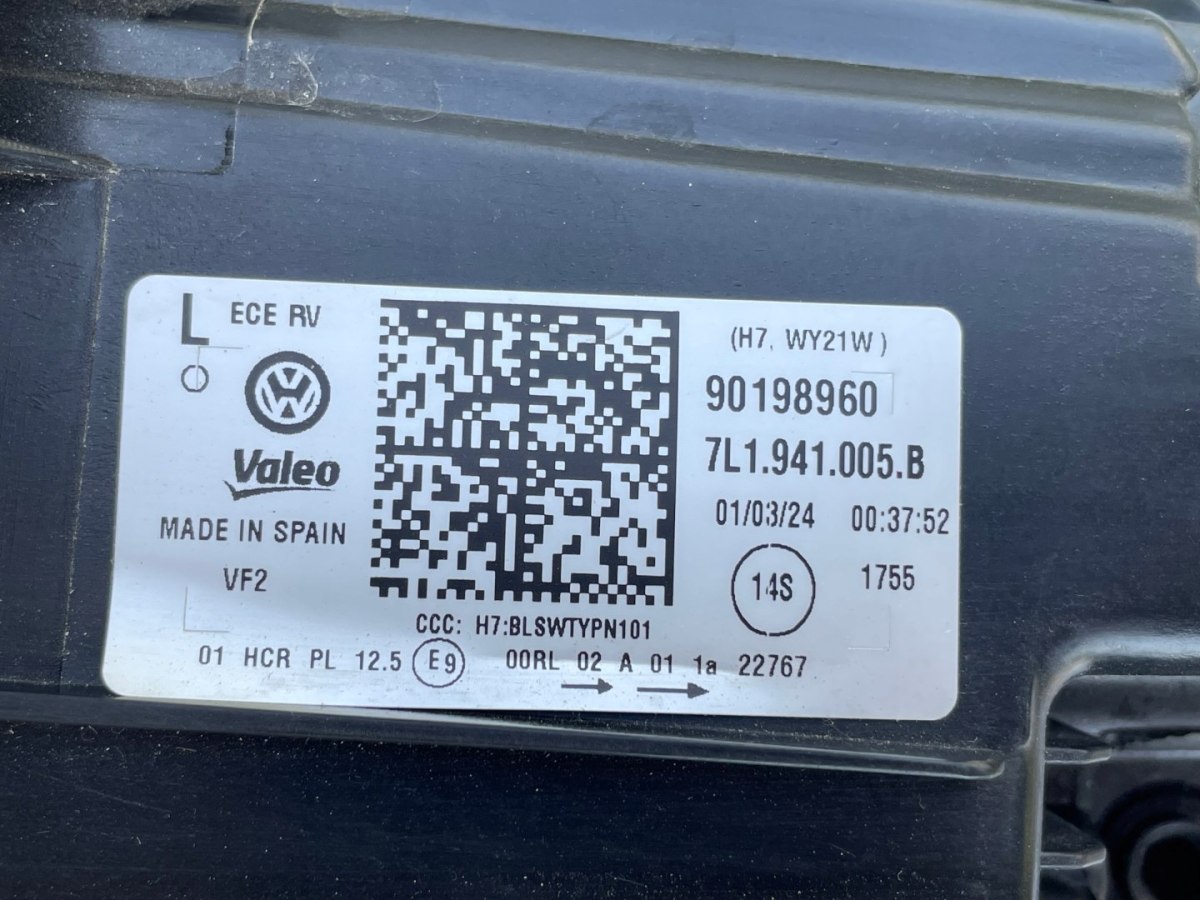 L ECE RV
Valeo
MADE IN SPAIN
VF2
(H7, WY21W)
90198960
7L1.941.005.B
01/03/24 00:37:52
14S 1755
CCC: H7:BLSWTYPN101
01 HCR PL 12.5 E9 00RL 02 A 01 1a 22767